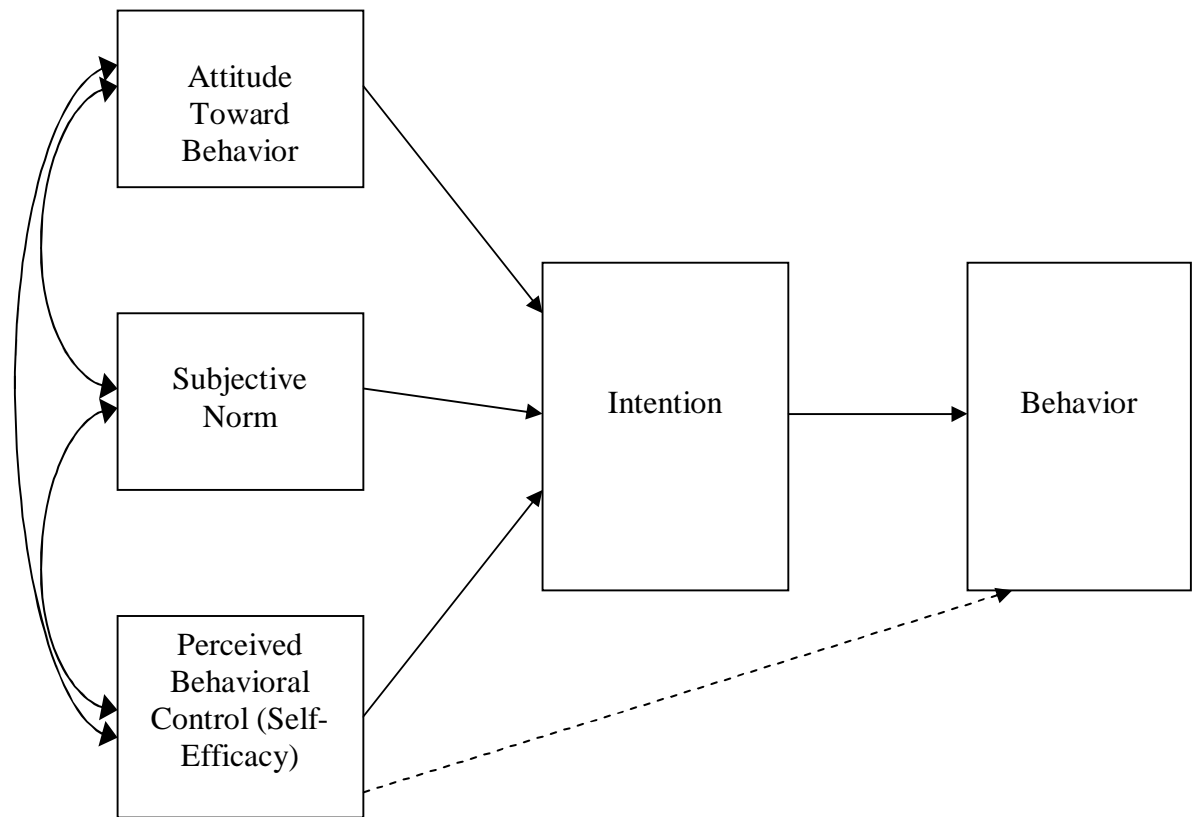 Attitude
Toward
Behavior
Subjective
Norm
Intention
Behavior
Perceived
Behavioral
Control (Self-
Efficacy)